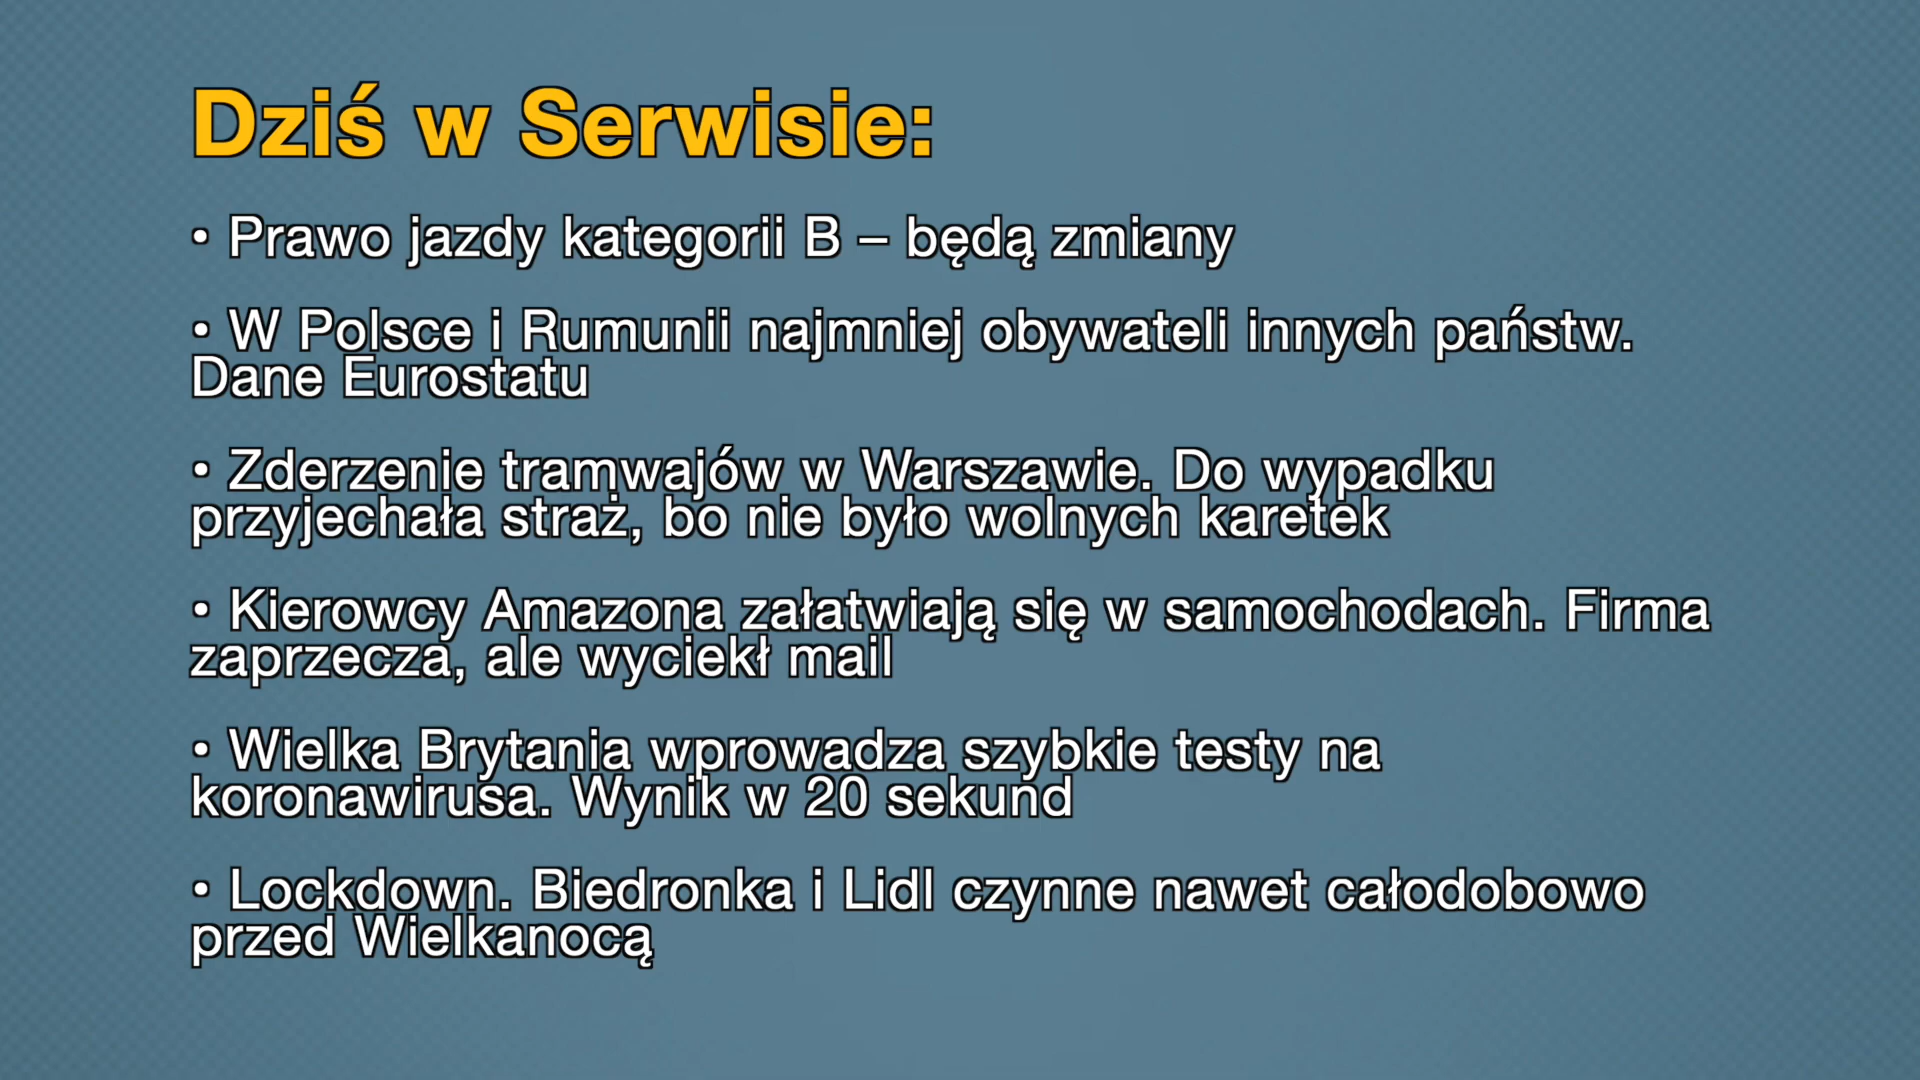 Dziś w Serwisie:
• Prawo jazdy kategorii B – będą zmiany
• W Polsce i Rumunii najmniej obywateli innych państw.
Dane Eurostatu
• Zderzenie tramwajów w Warszawie. Do wypadku
przyjechała straż, bo nie było wolnych karetek
• Kierowcy Amazona załatwiają się w samochodach. Firma
zaprzecza, ale wyciekł mail
• Wielka Brytania wprowadza szybkie testy na
koronawirusa. Wynik w 20 sekund
• Lockdown. Biedronka i Lidl czynne nawet całodobowo
przed Wielkanocą